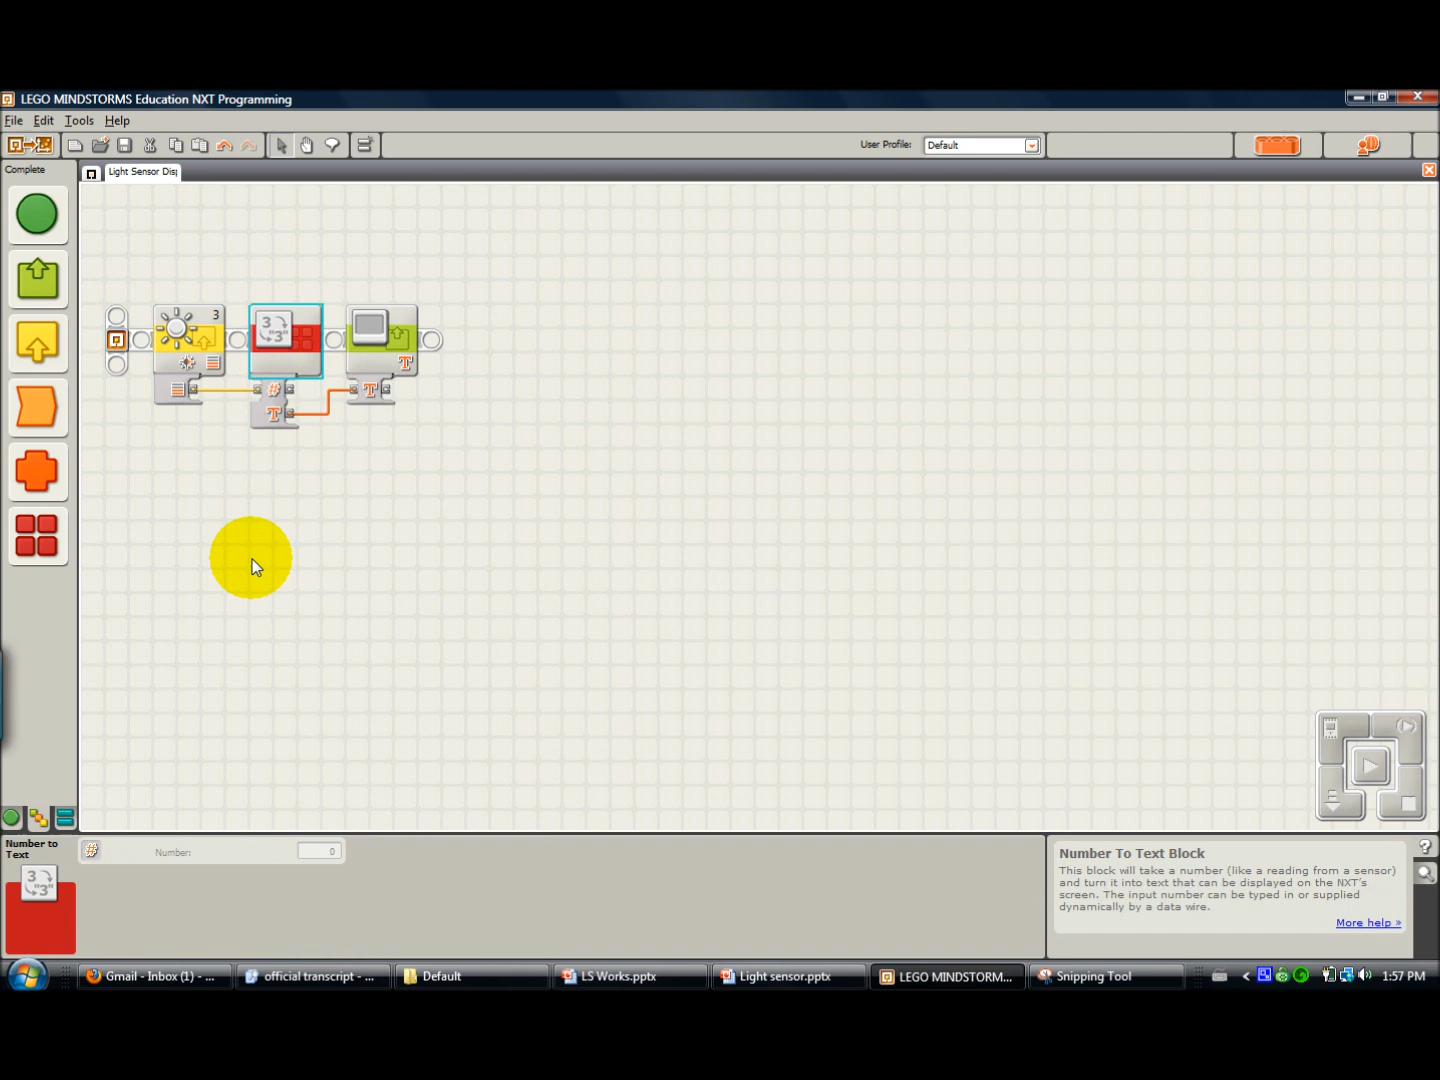 LEGO MINDSTORMS Education NXT Programming
File Edit Tools Help
User Profile: Default
Complete
Light Sensor Dis
3
3 "3"
#
T
T
T
Number to
Text
3 "3"
# Number: 0
Number To Text Block
This block will take a number (like a reading from a sensor)
and turn it into text that can be displayed on the NXT's
screen. The input number can be typed in or supplied
dynamically by a data wire.
More help »
?
Gmail - Inbox (1) - ... official transcript - ... Default LS Works.pptx Light sensor.pptx LEGO MINDSTORM... Snipping Tool < 1:57 PM